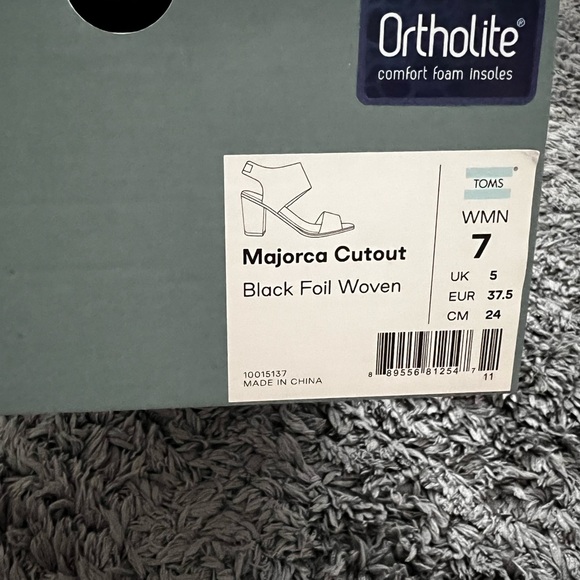 Ortholite®
comfort foam insoles
TOMS®
WMN
7
UK 5
EUR 37.5
CM 24
Majorca Cutout
Black Foil Woven
10015137
MADE IN CHINA
8 89556 81254 7
11